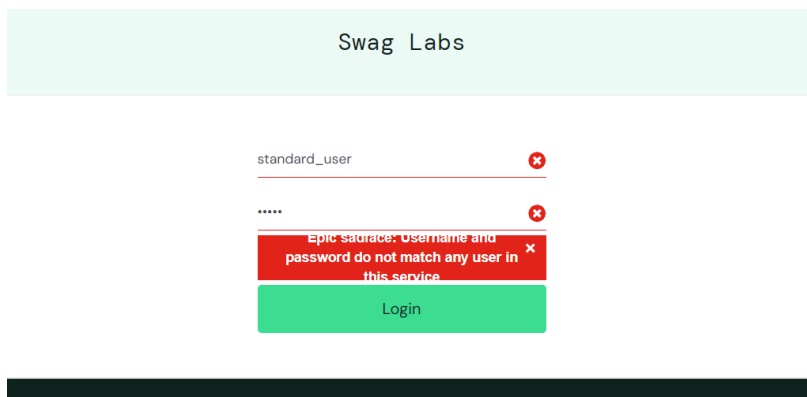 Swag Labs
standard_user
•••••
Epic sadface: Username and
password do not match any user in
this service
Login